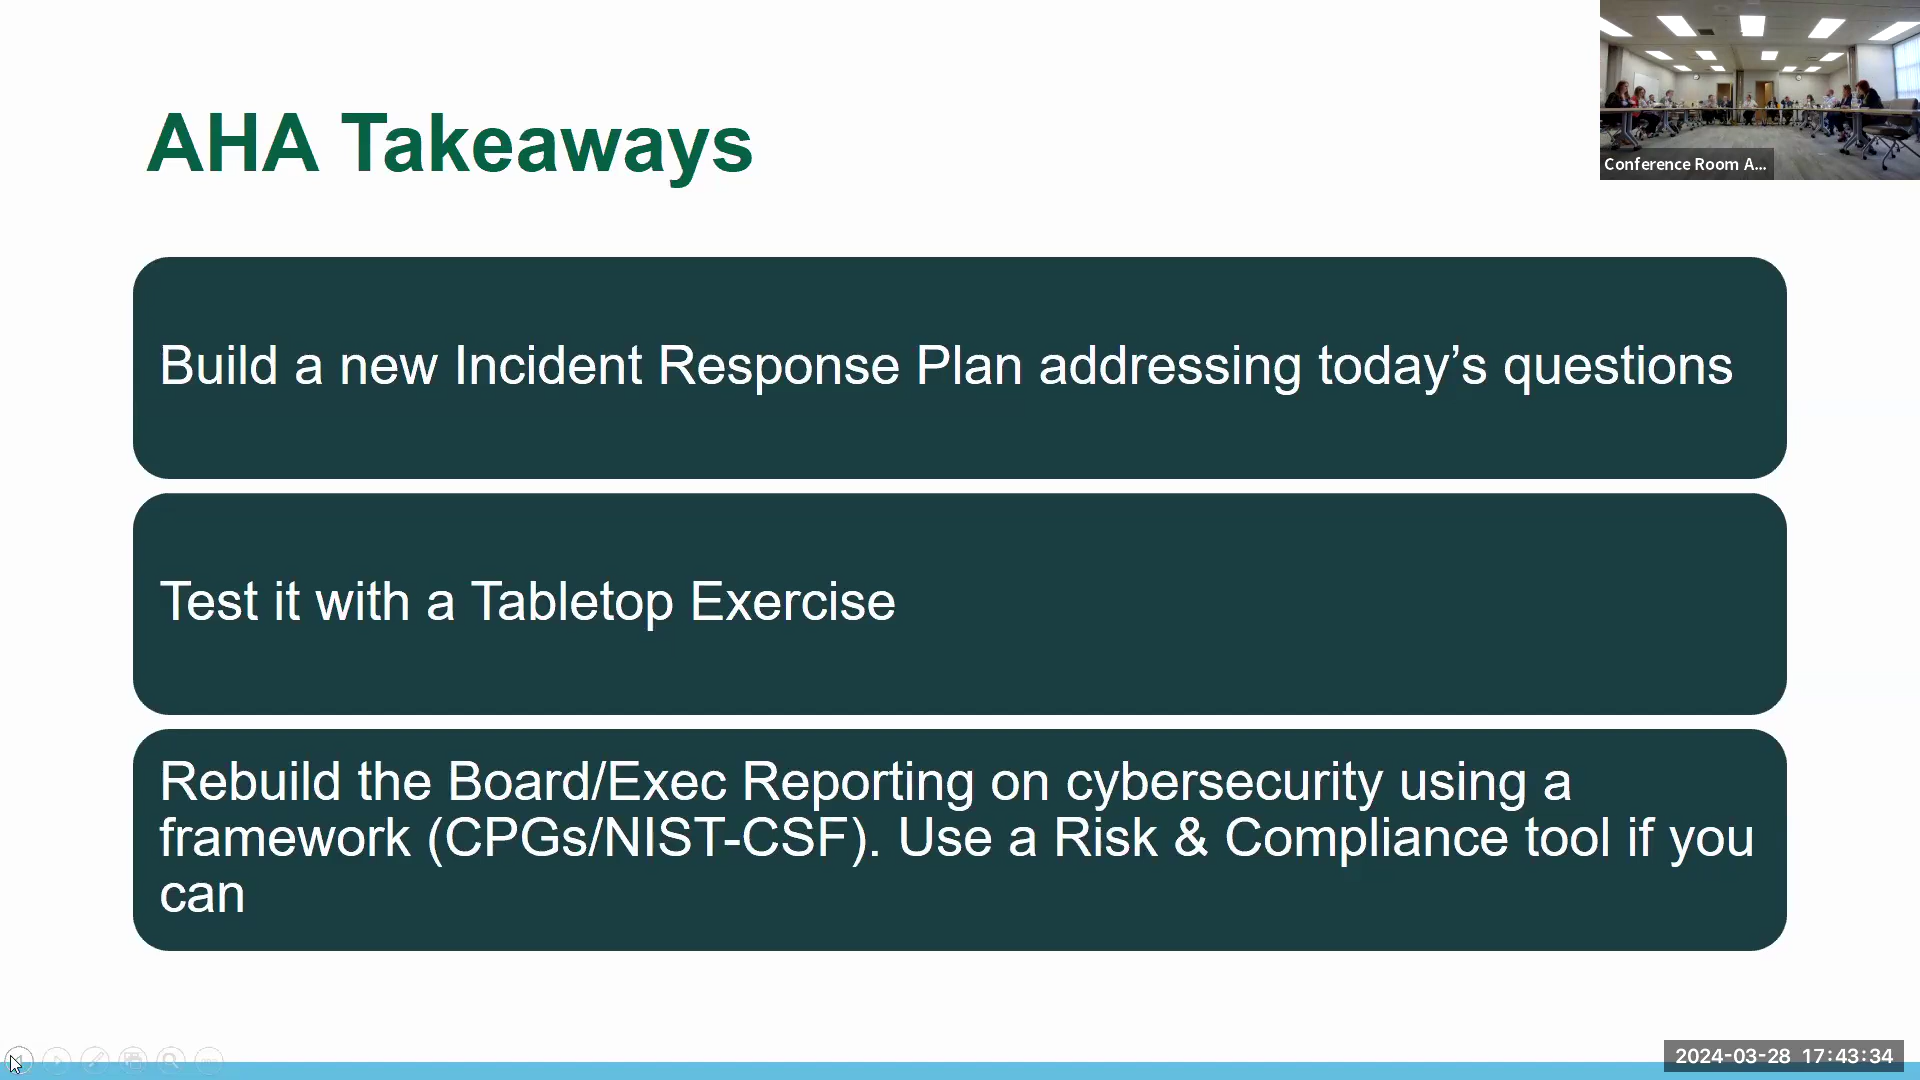 Conference Room A...
AHA Takeaways
Build a new Incident Response Plan addressing today’s questions
Test it with a Tabletop Exercise
Rebuild the Board/Exec Reporting on cybersecurity using a
framework (CPGs/NIST-CSF). Use a Risk & Compliance tool if you
can
2024-03-28 17:43:34